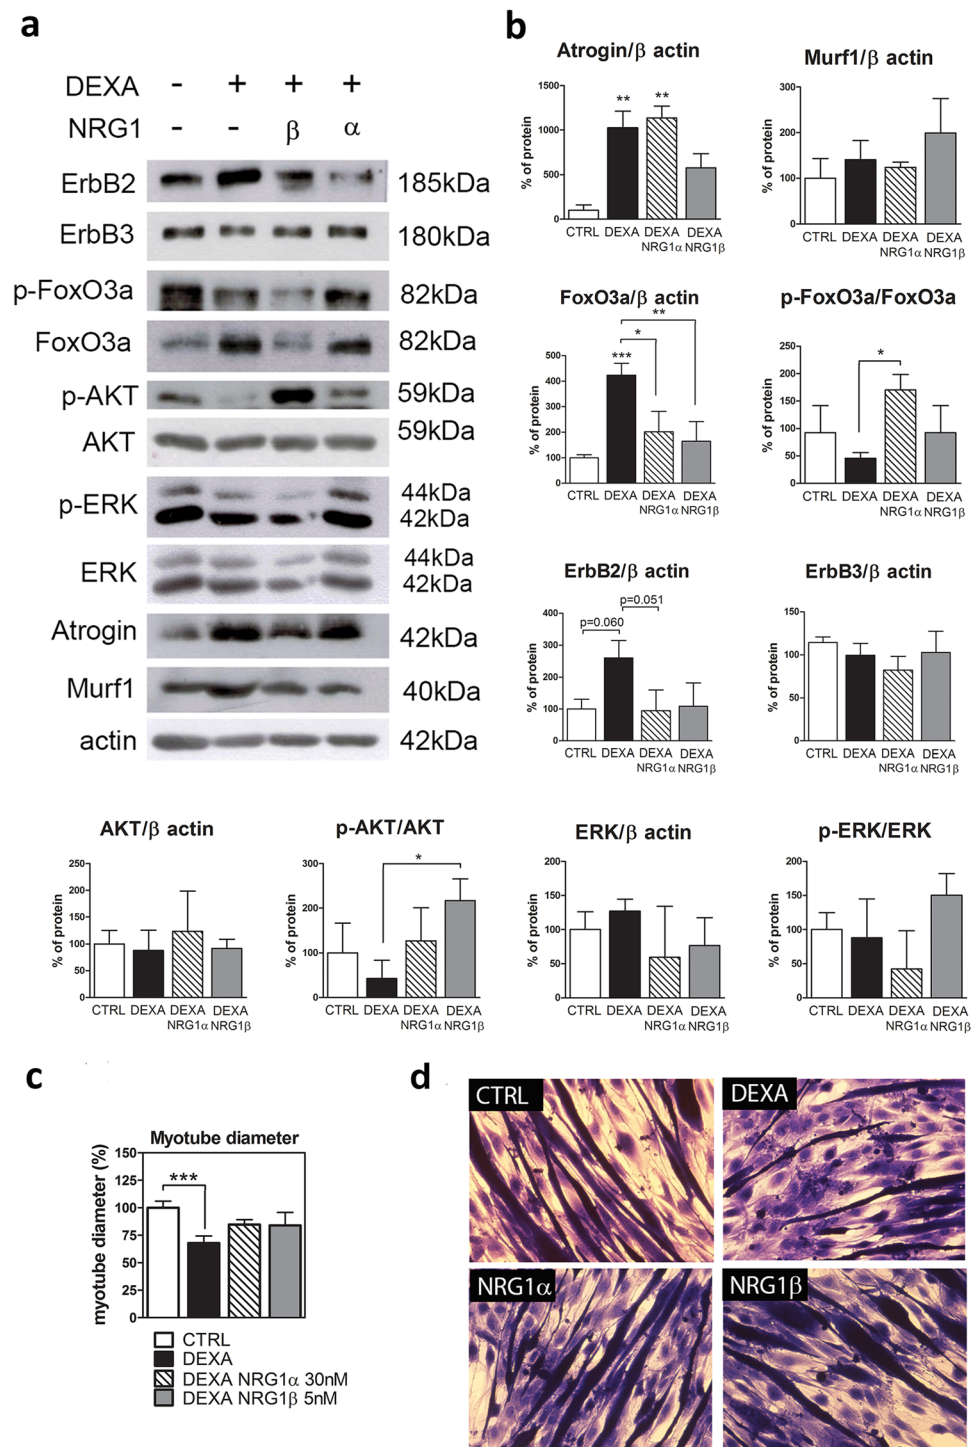 a
DEXA - + + +
NRG1 - - β α
ErbB2 185kDa
ErbB3 180kDa
p-FoxO3a 82kDa
FoxO3a 82kDa
p-AKT 59kDa
AKT 59kDa
p-ERK 44kDa
42kDa
ERK 44kDa
42kDa
Atrogin 42kDa
Murf1 40kDa
actin 42kDa
b
Atrogin/β actin
% of protein
1500
1000
500
0
** **
CTRL DEXA DEXA DEXA
NRG1α NRG1β
Murf1/β actin
% of protein
300
200
100
0
CTRL DEXA DEXA DEXA
NRG1α NRG1β
FoxO3a/β actin
% of protein
500
400
300
200
100
0
**
*
***
CTRL DEXA DEXA DEXA
NRG1α NRG1β
p-FoxO3a/FoxO3a
% of protein
250
200
150
100
50
0
*
CTRL DEXA DEXA DEXA
NRG1α NRG1β
ErbB2/β actin
% of protein
400
300
200
100
0
p=0.051
p=0.060
CTRL DEXA DEXA DEXA
NRG1α NRG1β
ErbB3/β actin
% of protein
150
100
50
0
CTRL DEXA DEXA DEXA
NRG1α NRG1β
AKT/β actin
% of protein
250
200
150
100
50
0
CTRL DEXA DEXA DEXA
NRG1α NRG1β
p-AKT/AKT
% of protein
300
200
100
0
*
CTRL DEXA DEXA DEXA
NRG1α NRG1β
ERK/β actin
% of protein
200
150
100
50
0
CTRL DEXA DEXA DEXA
NRG1α NRG1β
p-ERK/ERK
% of protein
200
150
100
50
0
CTRL DEXA DEXA DEXA
NRG1α NRG1β
c
Myotube diameter
myotube diameter (%)
150
100
75
50
25
0
***
CTRL
DEXA
DEXA NRG1α 30nM
DEXA NRG1β 5nM
d
CTRL
DEXA
NRG1α
NRG1β